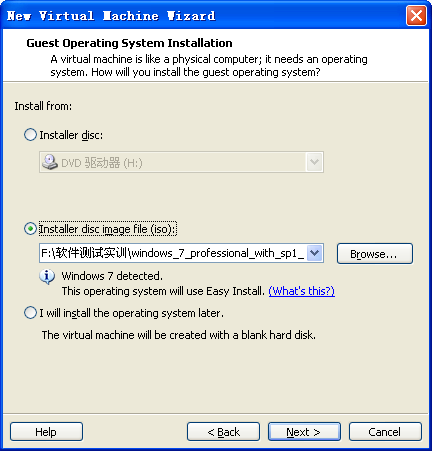 New Virtual Machine Wizard
Guest Operating System Installation
A virtual machine is like a physical computer; it needs an operating
system. How will you install the guest operating system?
Install from:
Installer disc:
DVD 驱动器 (H:)
Installer disc image file (iso):
F:\软件测试实训\windows_7_professional_with_sp1_
Browse...
Windows 7 detected.
This operating system will use Easy Install. (What's this?)
I will install the operating system later.
The virtual machine will be created with a blank hard disk.
Help
< Back
Next >
Cancel